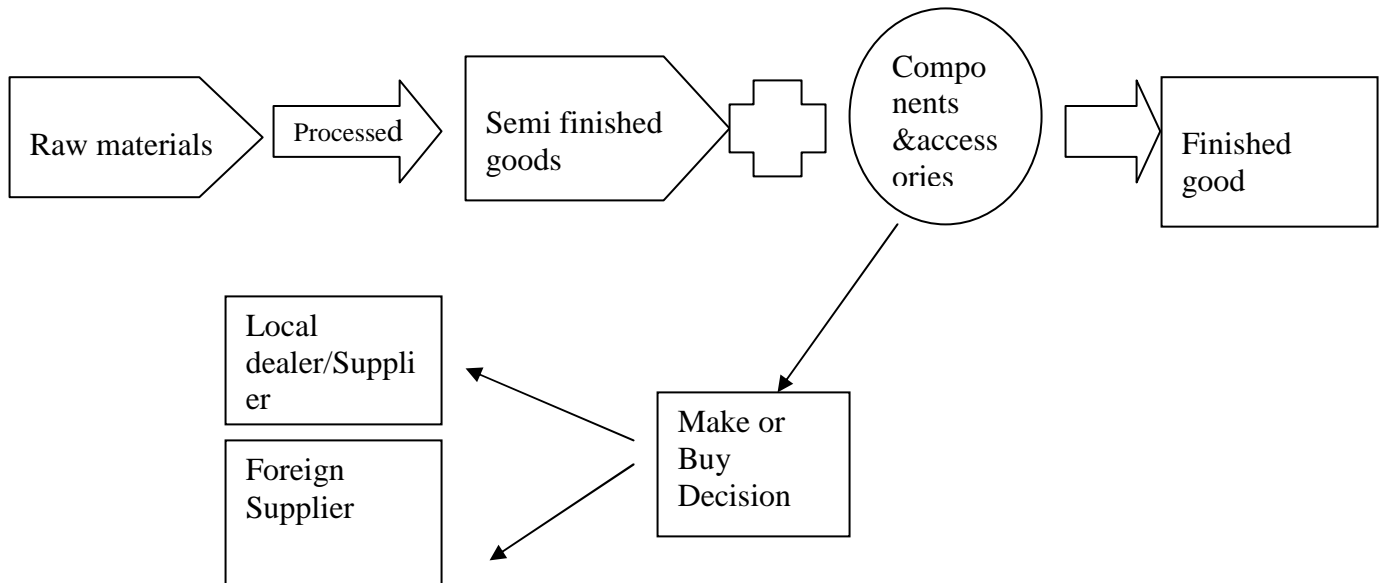 Raw materials
Processed
Semi finished
goods
Compo
nents
&access
ories
Finished
good
Local
dealer/Suppli
er
Foreign
Supplier
Make or
Buy
Decision